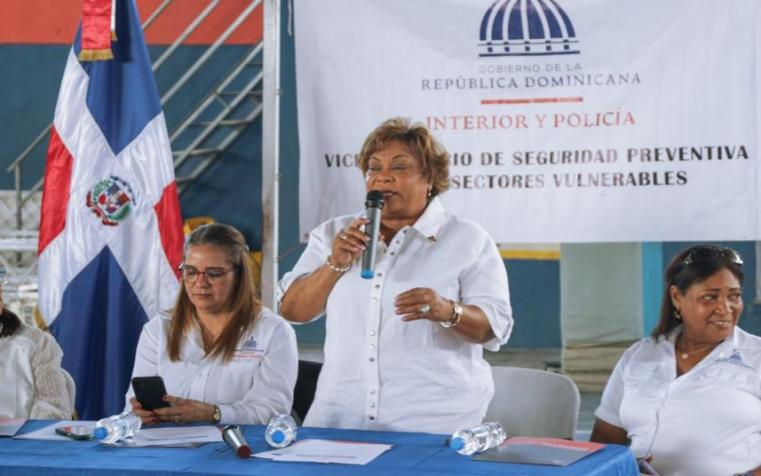 GOBIERNO DE LA
REPÚBLICA DOMINICANA
INTERIOR Y POLICÍA
DE SEGURIDAD PREVENTIVA
SECTORES VULNERABLES